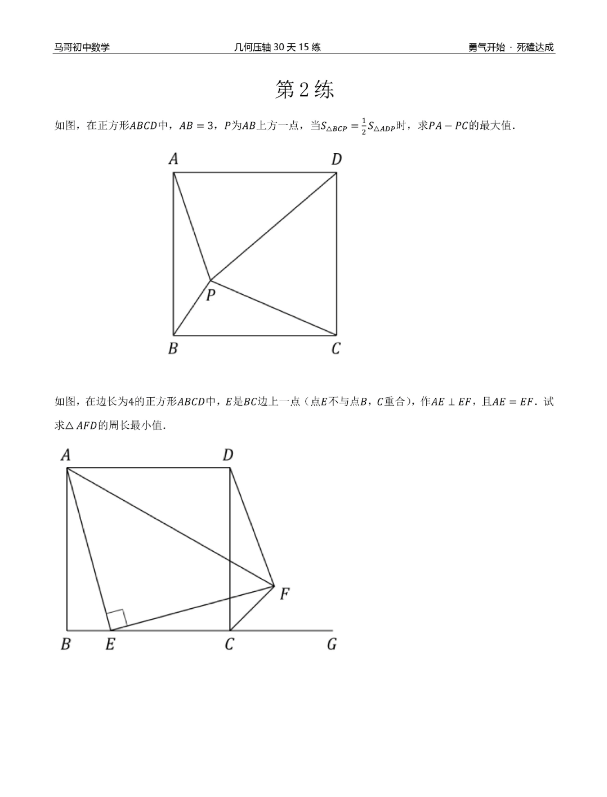 马哥初中数学 几何压轴 30 天 15 练 勇气开始 · 死磕达成
第 2 练
如图，在正方形ABCD中，AB = 3，P为AB上方一点，当S△BCP = 1/2 S△ADP时，求PA − PC的最大值.
A D
P
B C
如图，在边长为4的正方形ABCD中，E是BC边上一点（点E不与点B，C重合），作AE ⊥ EF，且AE = EF．试
求△ AFD的周长最小值.
A D
F
B E C G